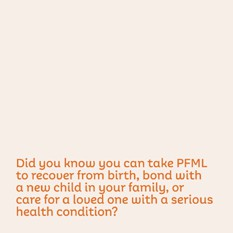 Did you know you can take PFML
to recover from birth, bond with
a new child in your family, or
care for a loved one with a serious
health condition?